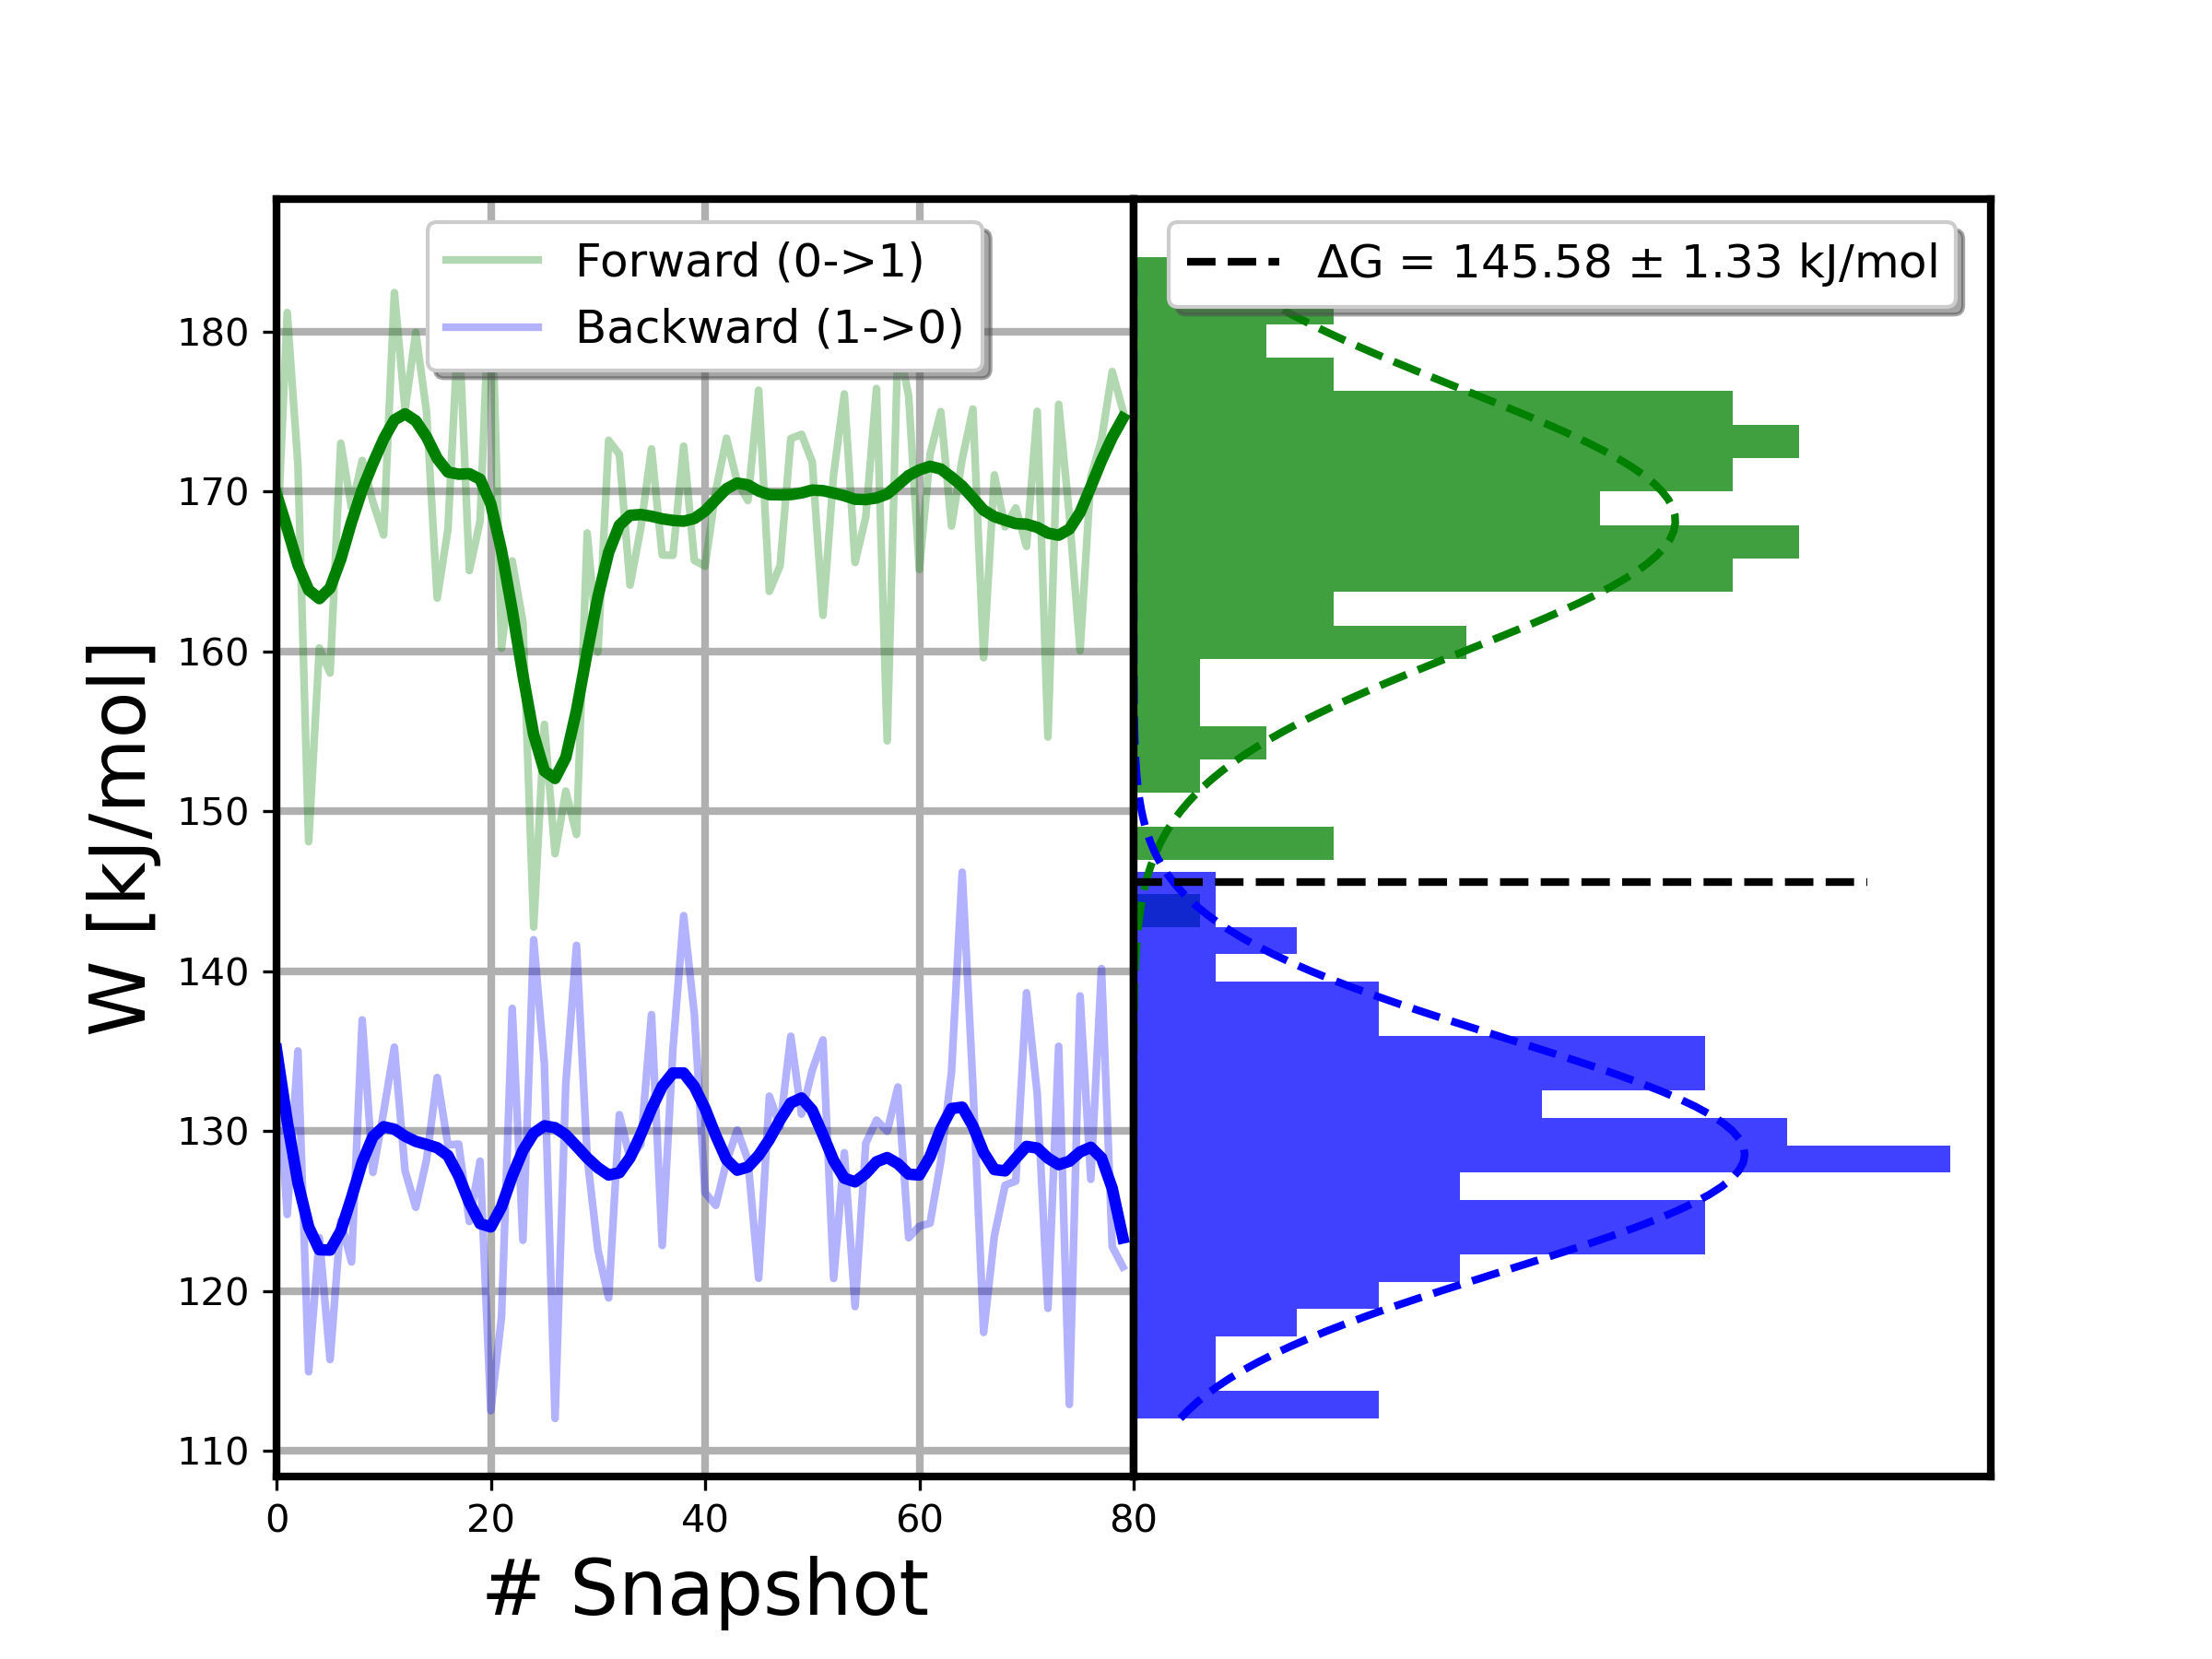 Forward (0->1)
Backward (1->0)
ΔG = 145.58 ± 1.33 kJ/mol
W [kJ/mol]
180
170
160
150
140
130
120
110
0 20 40 60 80
# Snapshot